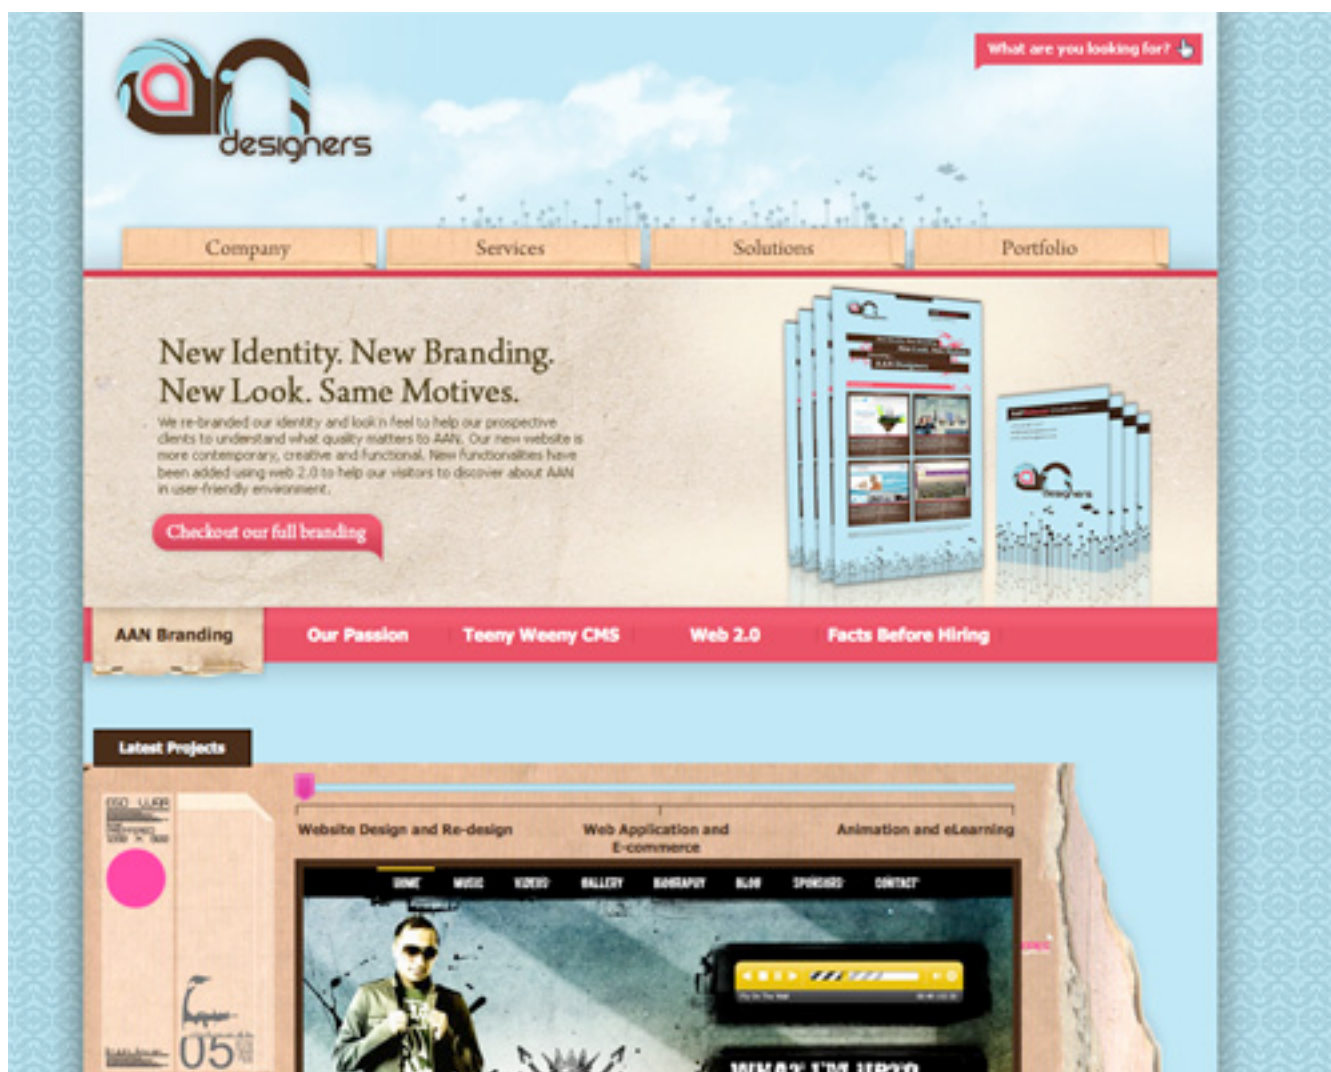 an
designers
What are you looking for?
Company
Services
Solutions
Portfolio
New Identity. New Branding.
New Look. Same Motives.
We re-branded our identity and look'n feel to help our prospective
clients to understand what quality matters to AAN. Our new website is
more contemporary, creative and functional. New functionalities have
been added using web 2.0 to help our visitors to discover about AAN
in user-friendly environment.
Checkout our full branding
designers
AAN Branding
Our Passion
Teeny Weeny CMS
Web 2.0
Facts Before Hiring
Latest Projects
Website Design and Re-design
Web Application and
E-commerce
Animation and eLearning
HOME
MUSIC
VIDEOS
GALLERY
BIOGRAPHY
BLOG
SPONSORS
CONTACT
05